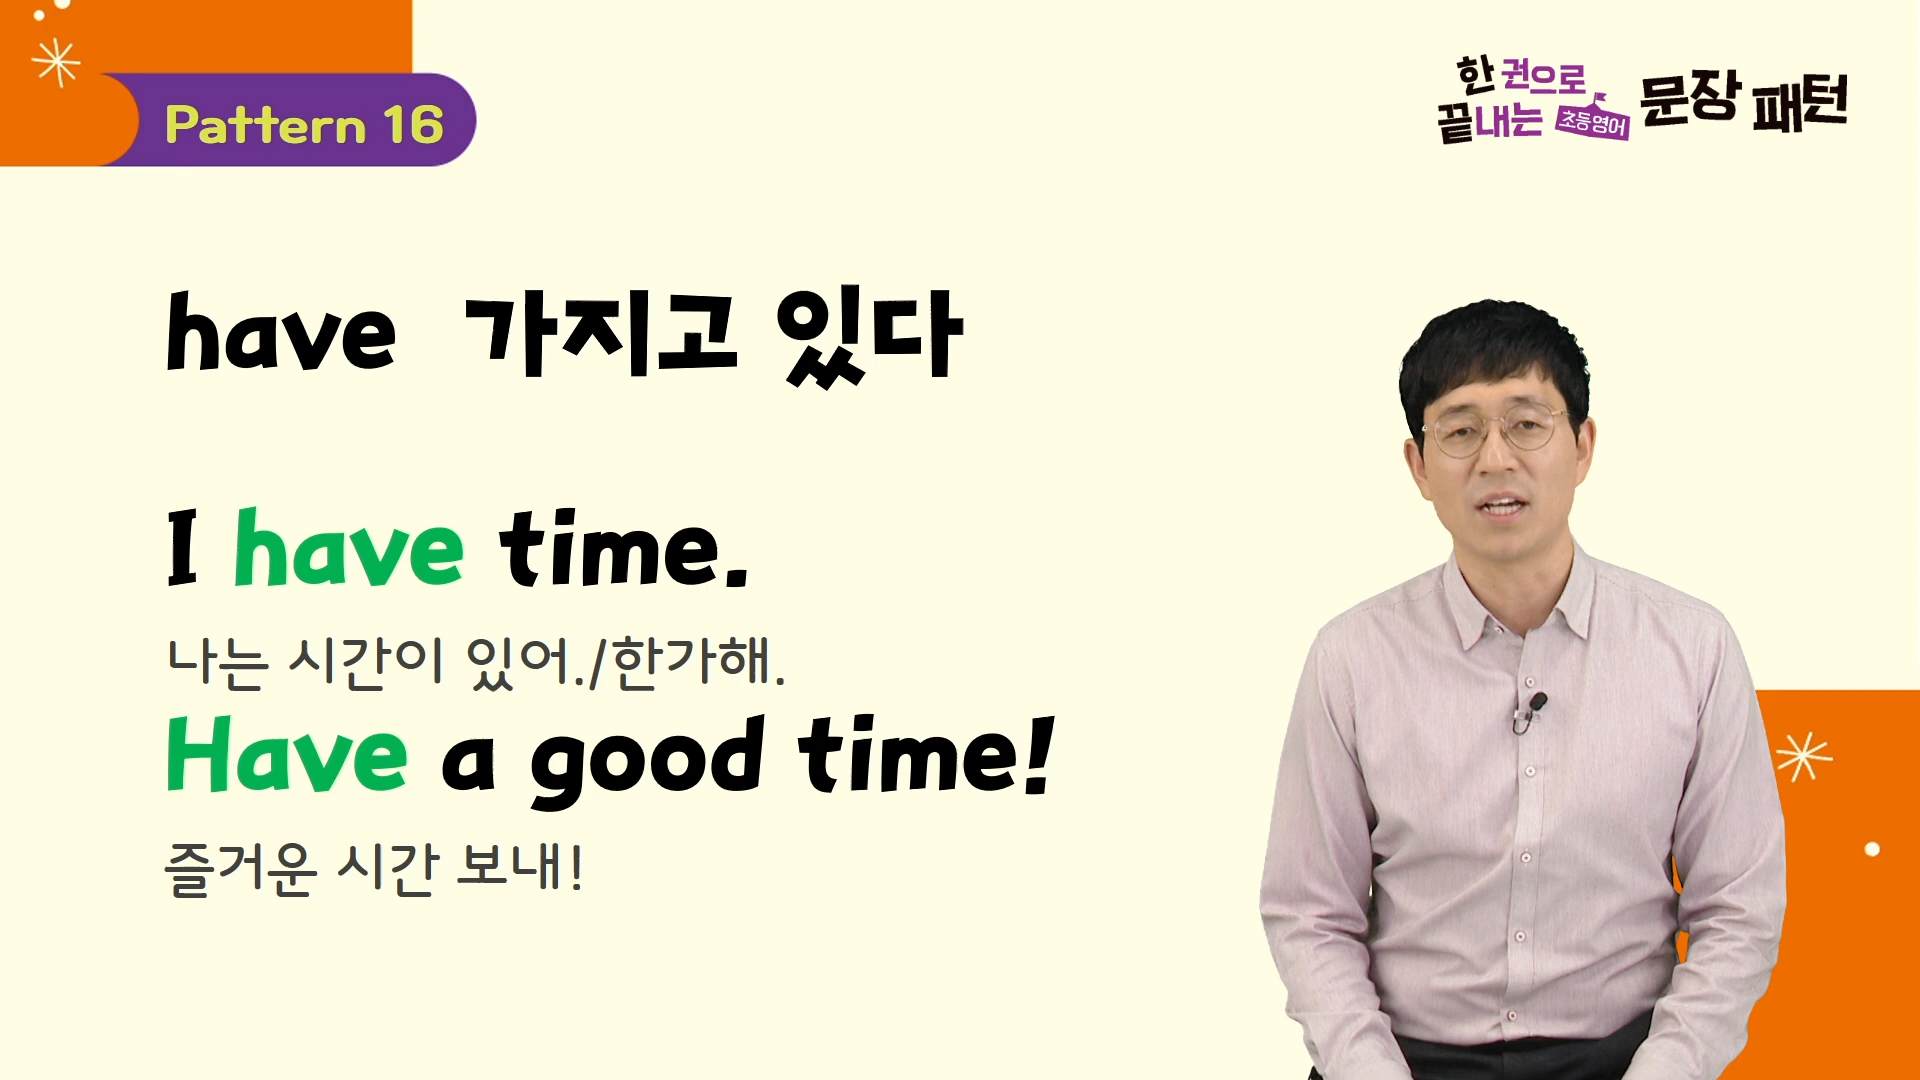 Pattern 16
한 권으로
끝내는 초등영어 문장 패턴
have 가지고 있다
I have time.
나는 시간이 있어./한가해.
Have a good time!
즐거운 시간 보내!